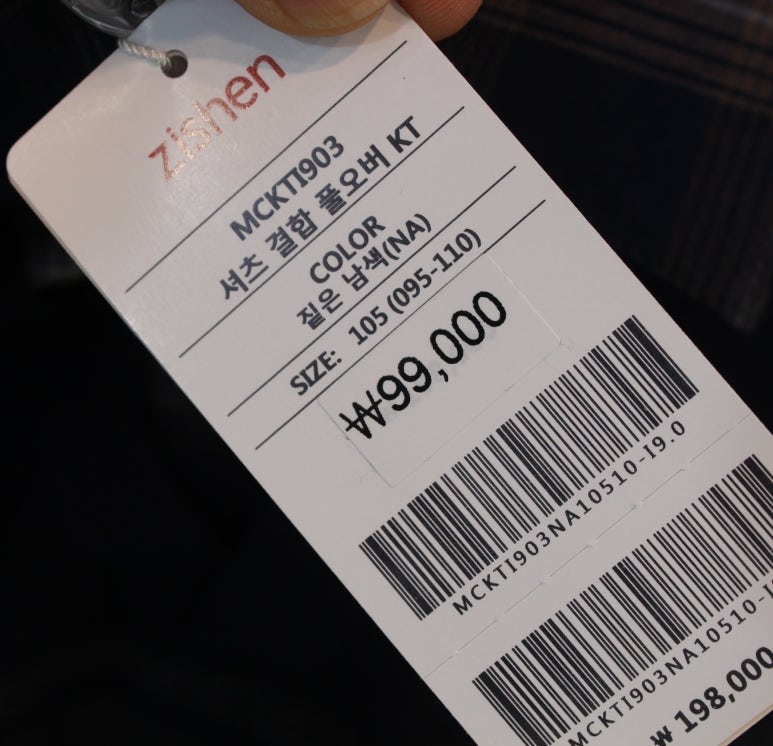 zishen
MCKTI903
셔츠 결합 풀오버 KT
COLOR
짙은 남색(NA)
SIZE: 105 (095-110)
₩99,000
MCKTI903NA10510-I9.0
MCKTI903NA10510-I
₩ 198,000